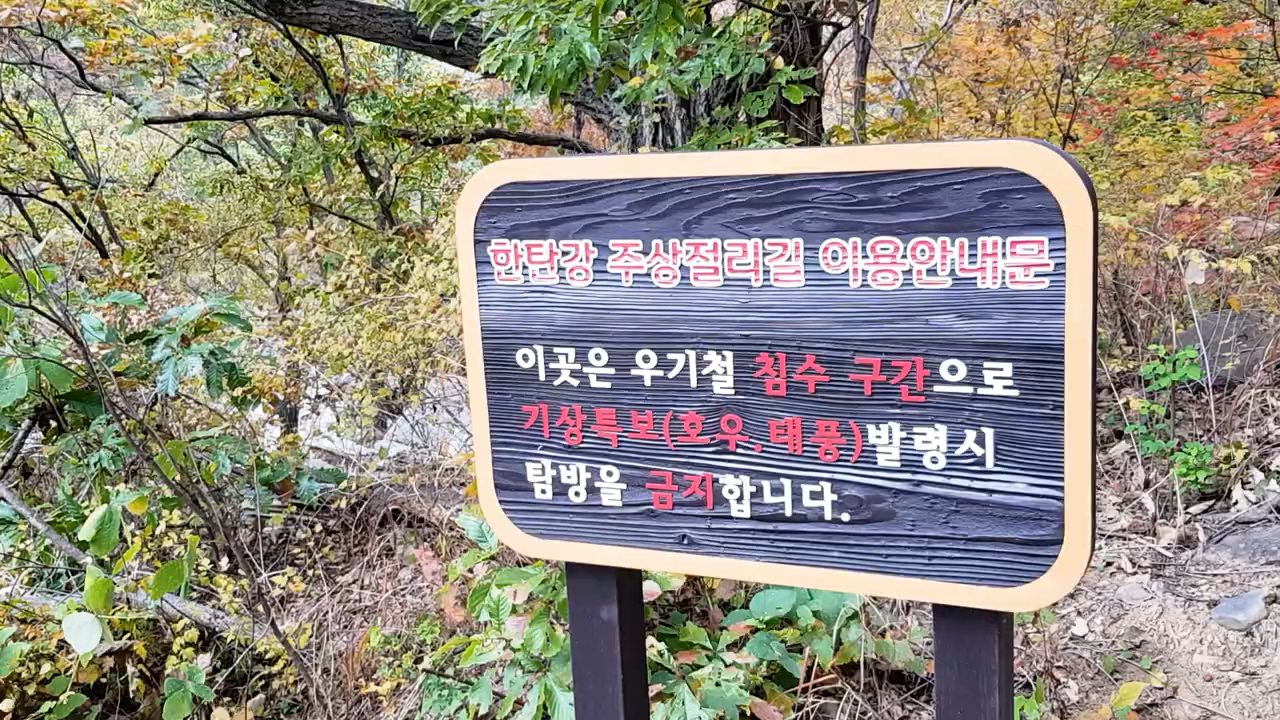 한탄강 주상절리길 이용안내문
이곳은 우기철 침수 구간으로
기상특보(호우.태풍)발령시
탐방을 금지합니다.